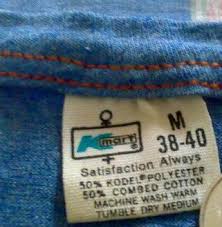 Kmart
M
38-40
Satisfaction Always
50% KODEL® POLYESTER
50% COMBED COTTON
MACHINE WASH WARM
TUMBLE DRY MEDIUM